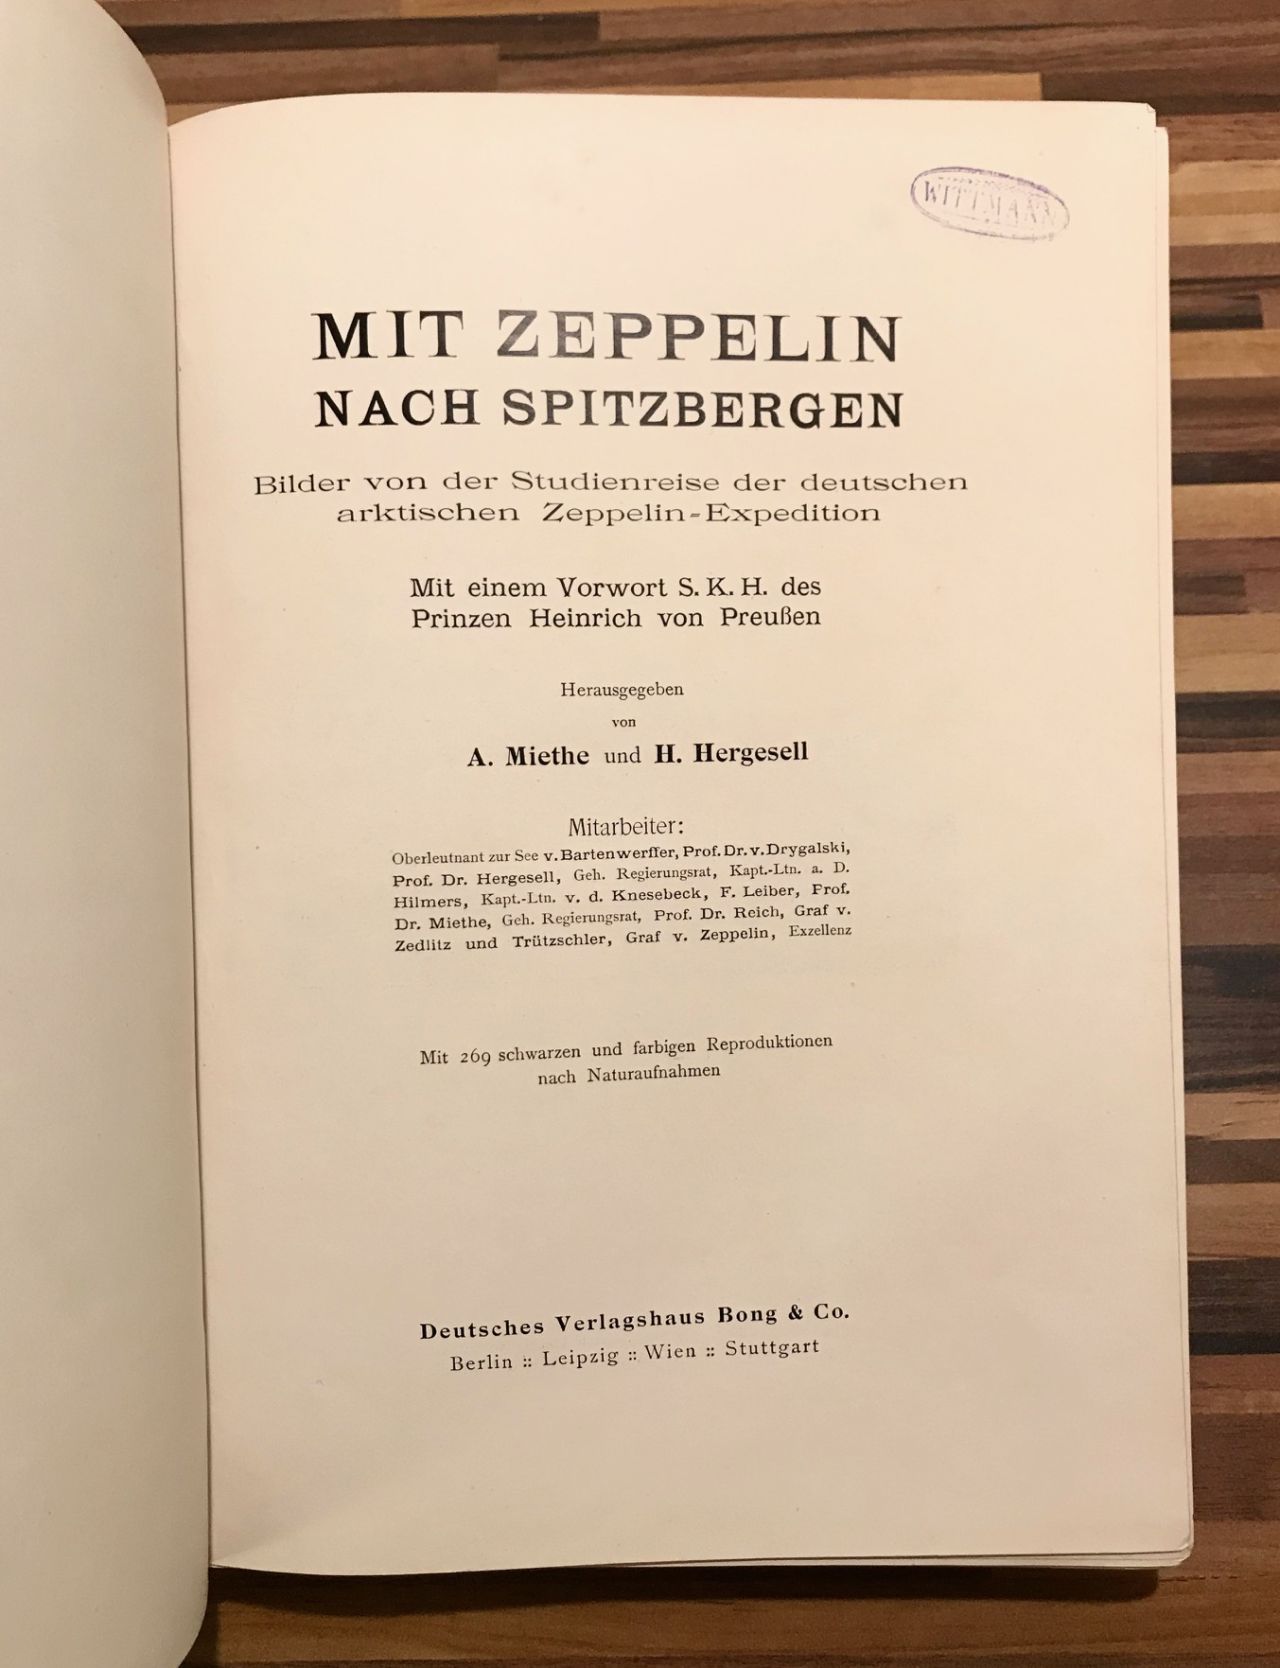 WITTMANN
MIT ZEPPELIN
NACH SPITZBERGEN
Bilder von der Studienreise der deutschen
arktischen Zeppelin-Expedition
Mit einem Vorwort S. K. H. des
Prinzen Heinrich von Preußen
Herausgegeben
von
A. Miethe und H. Hergesell
Mitarbeiter:
Oberleutnant zur See v. Bartenwerffer, Prof. Dr. v. Drygalski,
Prof. Dr. Hergesell, Geh. Regierungsrat, Kapt.-Ltn. a. D.
Hilmers, Kapt.-Ltn. v. d. Knesebeck, F. Leiber, Prof.
Dr. Miethe, Geh. Regierungsrat, Prof. Dr. Reich, Graf v.
Zedlitz und Trützschler, Graf v. Zeppelin, Exzellenz
Mit 269 schwarzen und farbigen Reproduktionen
nach Naturaufnahmen
Deutsches Verlagshaus Bong & Co.
Berlin :: Leipzig :: Wien :: Stuttgart